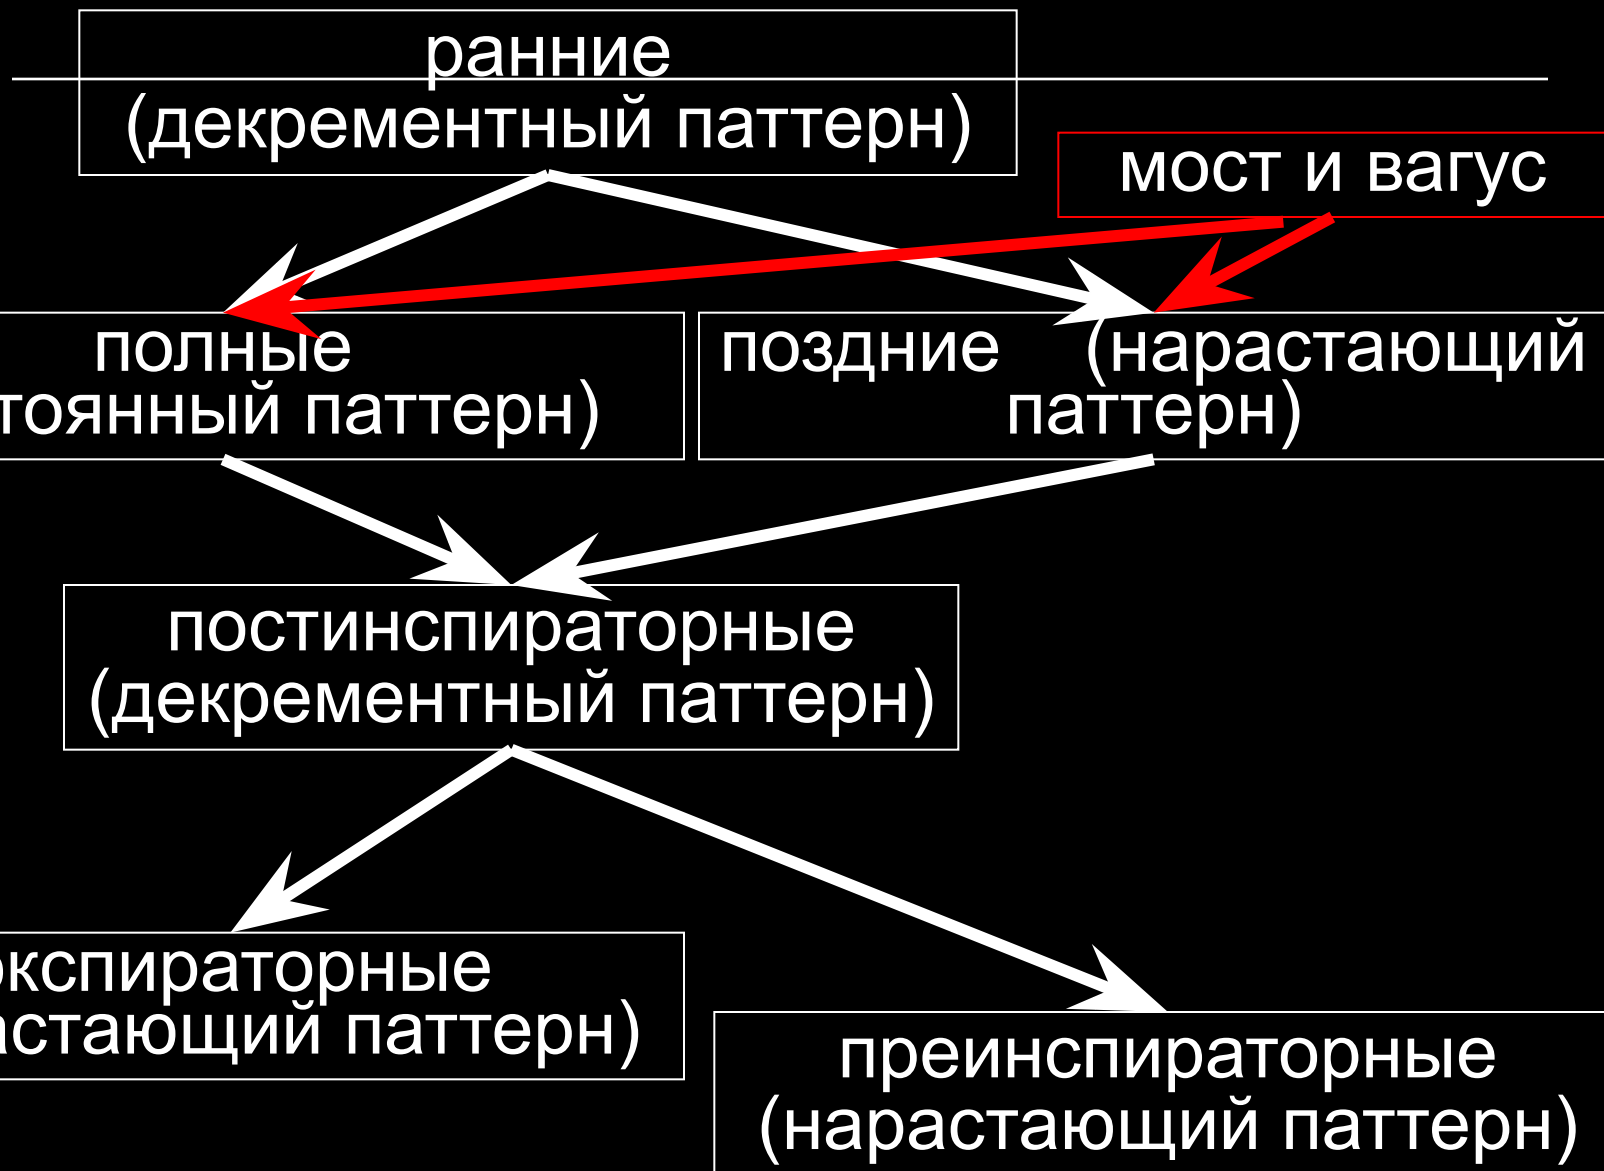 ранние
(декрементный паттерн)
мост и вагус
полные
тоянный паттерн)
поздние (нарастающий
паттерн)
постинспираторные
(декрементный паттерн)
экспираторные
астающий паттерн)
преинспираторные
(нарастающий паттерн)